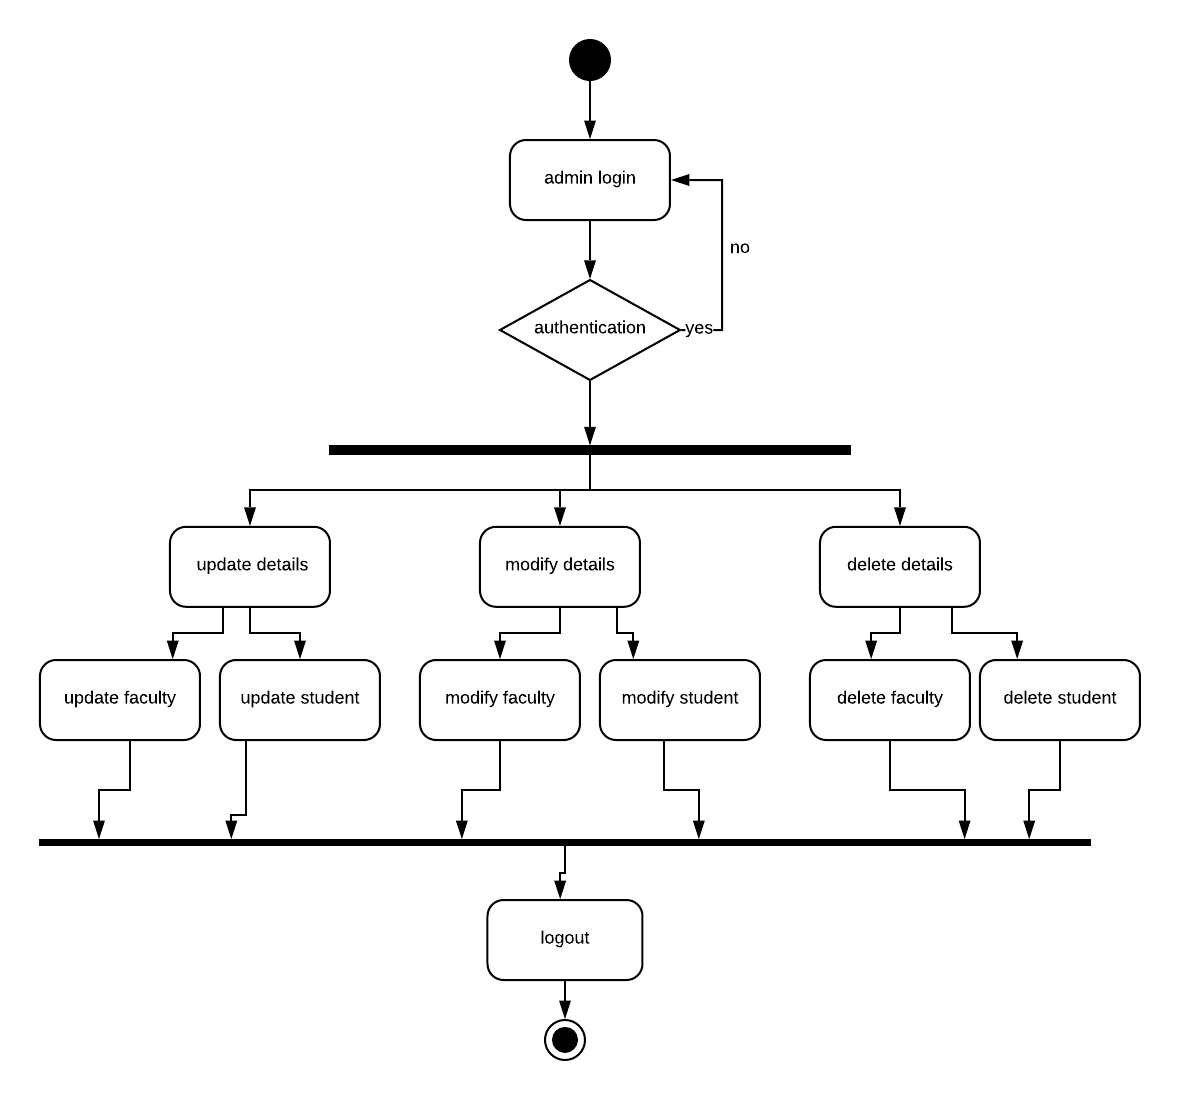 admin login
no
authentication
yes
update details
modify details
delete details
update faculty
update student
modify faculty
modify student
delete faculty
delete student
logout